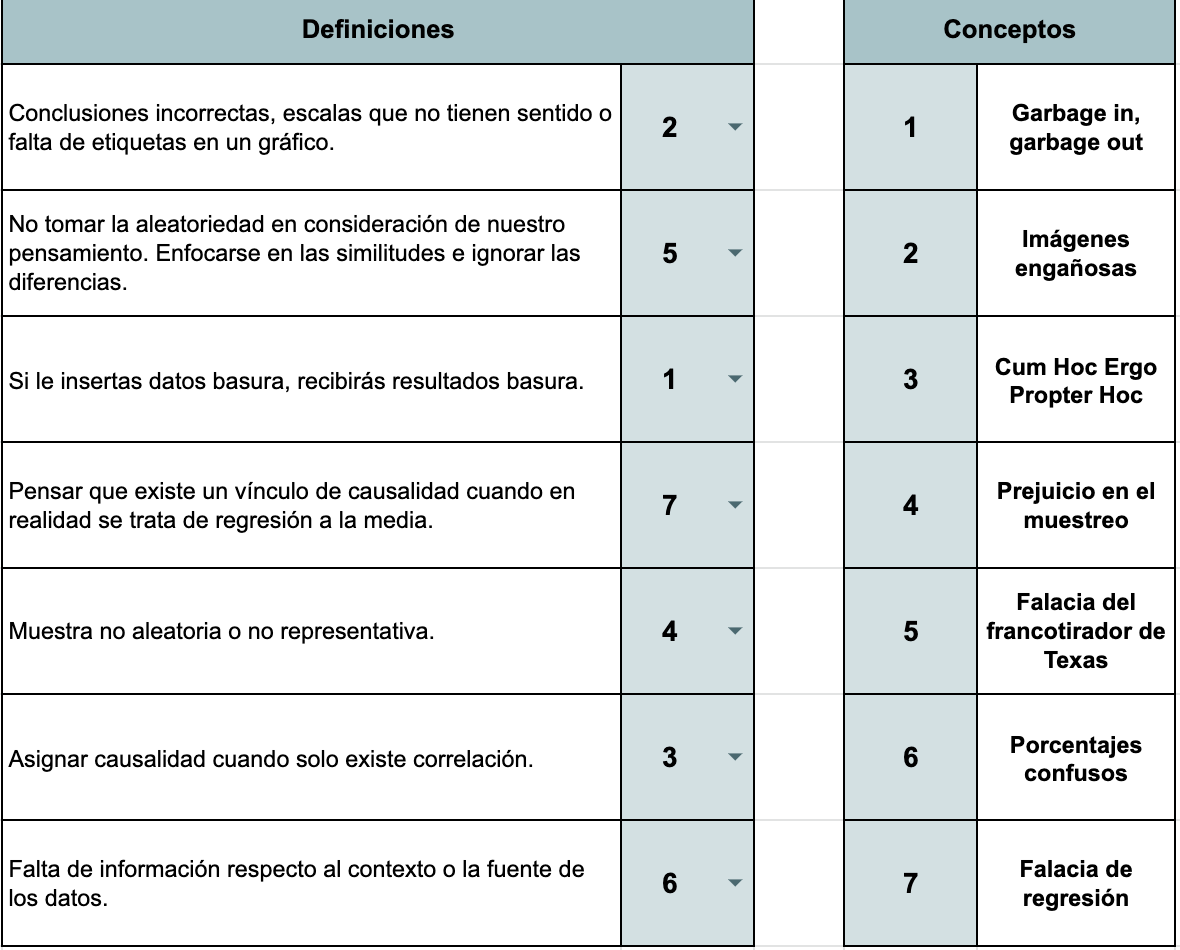 Definiciones
Conceptos
Conclusiones incorrectas, escalas que no tienen sentido o
falta de etiquetas en un gráfico.
2
1
Garbage in,
garbage out
No tomar la aleatoriedad en consideración de nuestro
pensamiento. Enfocarse en las similitudes e ignorar las
diferencias.
5
2
Imágenes
engañosas
Si le insertas datos basura, recibirás resultados basura.
1
3
Cum Hoc Ergo
Propter Hoc
Pensar que existe un vínculo de causalidad cuando en
realidad se trata de regresión a la media.
7
4
Prejuicio en el
muestreo
Muestra no aleatoria o no representativa.
4
5
Falacia del
francotirador de
Texas
Asignar causalidad cuando solo existe correlación.
3
6
Porcentajes
confusos
Falta de información respecto al contexto o la fuente de
los datos.
6
7
Falacia de
regresión